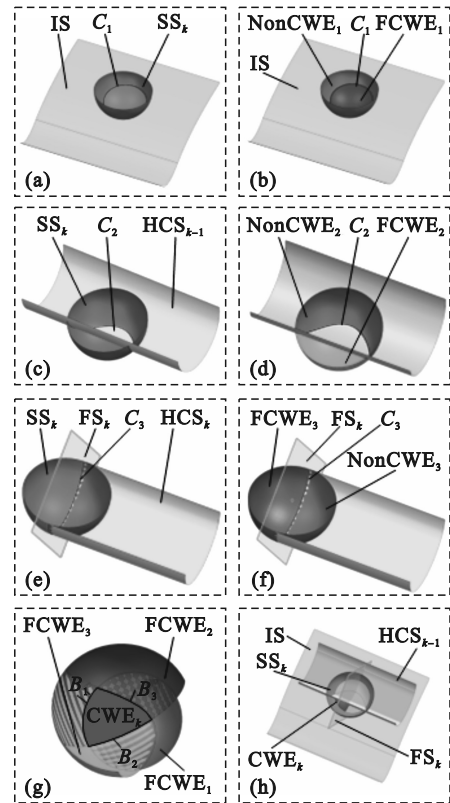 IS C₁ SSₖ
(a)
NonCWE₁ C₁ FCWE₁
IS
(b)
SSₖ C₂ HCSₖ₋₁
(c)
NonCWE₂ C₂ FCWE₂
(d)
SSₖ FSₖ C₃ HCSₖ
(e)
FCWE₃ FSₖ C₃
NonCWE₃
(f)
FCWE₃ FCWE₂
B₁ B₃
CWEₖ
B₂
FCWE₁
(g)
IS HCSₖ₋₁
SSₖ
CWEₖ FSₖ
(h)